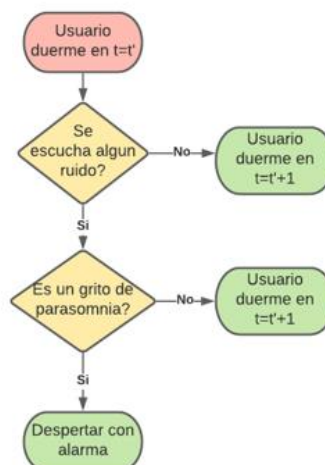 Usuario
duerme en
t=t'
Se
escucha algun
ruido?
No
Usuario
duerme en
t=t'+1
Si
Es un grito de
parasomnia?
No
Usuario
duerme en
t=t'+1
Si
Despertar con
alarma